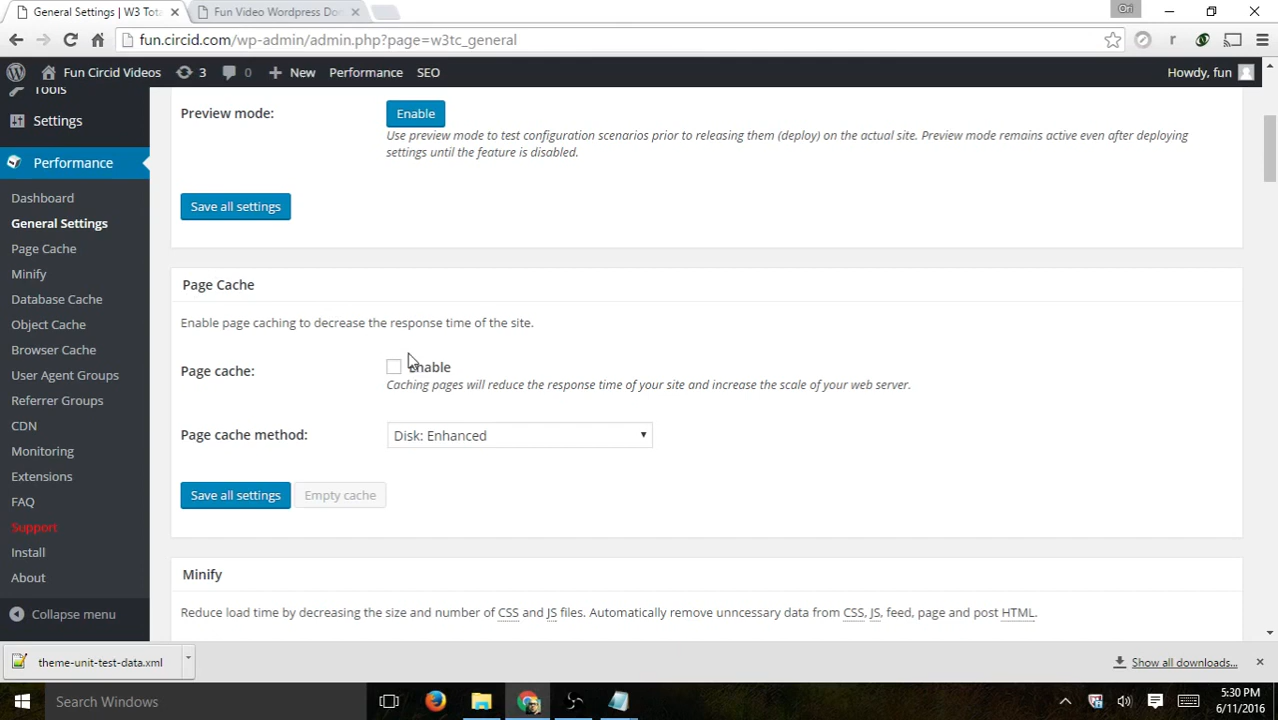 General Settings | W3 Tota
Fun Video Wordpress Do
Ori
fun.circid.com/wp-admin/admin.php?page=w3tc_general
Fun Circid Videos
3
0
New
Performance
SEO
Howdy, fun
Tools
Settings
Performance
Dashboard
General Settings
Page Cache
Minify
Database Cache
Object Cache
Browser Cache
User Agent Groups
Referrer Groups
CDN
Monitoring
Extensions
FAQ
Support
Install
About
Collapse menu
Preview mode:
Enable
Use preview mode to test configuration scenarios prior to releasing them (deploy) on the actual site. Preview mode remains active even after deploying
settings until the feature is disabled.
Save all settings
Page Cache
Enable page caching to decrease the response time of the site.
Page cache:
Enable
Caching pages will reduce the response time of your site and increase the scale of your web server.
Page cache method:
Disk: Enhanced
Save all settings
Empty cache
Minify
Reduce load time by decreasing the size and number of CSS and JS files. Automatically remove unncessary data from CSS, JS, feed, page and post HTML.
theme-unit-test-data.xml
Show all downloads...
Search Windows
5:30 PM
6/11/2016